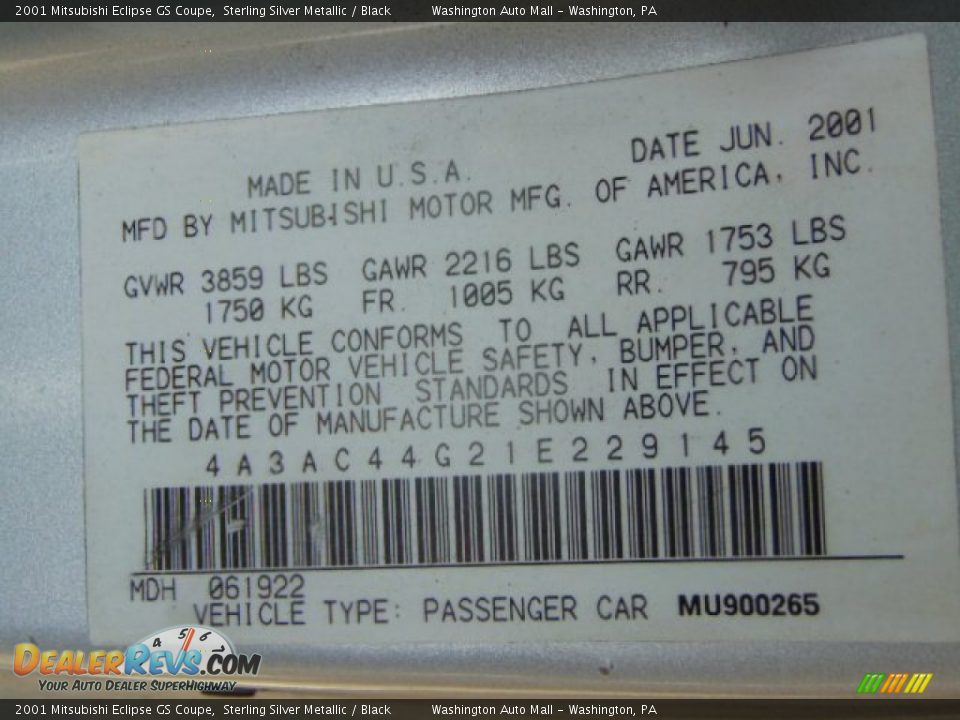 2001 Mitsubishi Eclipse GS Coupe, Sterling Silver Metallic / Black Washington Auto Mall - Washington, PA
MADE IN U.S.A. DATE JUN. 2001
MFD BY MITSUBISHI MOTOR MFG. OF AMERICA, INC.
GVWR 3859 LBS GAWR 2216 LBS GAWR 1753 LBS
1750 KG FR. 1005 KG RR. 795 KG
THIS VEHICLE CONFORMS TO ALL APPLICABLE
FEDERAL MOTOR VEHICLE SAFETY, BUMPER, AND
THEFT PREVENTION STANDARDS IN EFFECT ON
THE DATE OF MANUFACTURE SHOWN ABOVE.
4A3AC44G21E229145
MDH 061922
VEHICLE TYPE: PASSENGER CAR MU900265
4 5 6 7
DEALERREVS.COM
YOUR AUTO DEALER SUPERHIGHWAY
2001 Mitsubishi Eclipse GS Coupe, Sterling Silver Metallic / Black Washington Auto Mall - Washington, PA